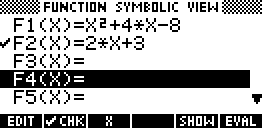 FUNCTION SYMBOLIC VIEW
F1(X)=X²+4*X-8
✓F2(X)=2*X+3
F3(X)=
F4(X)=
F5(X)=
EDIT ✓CHK X SHOW EVAL